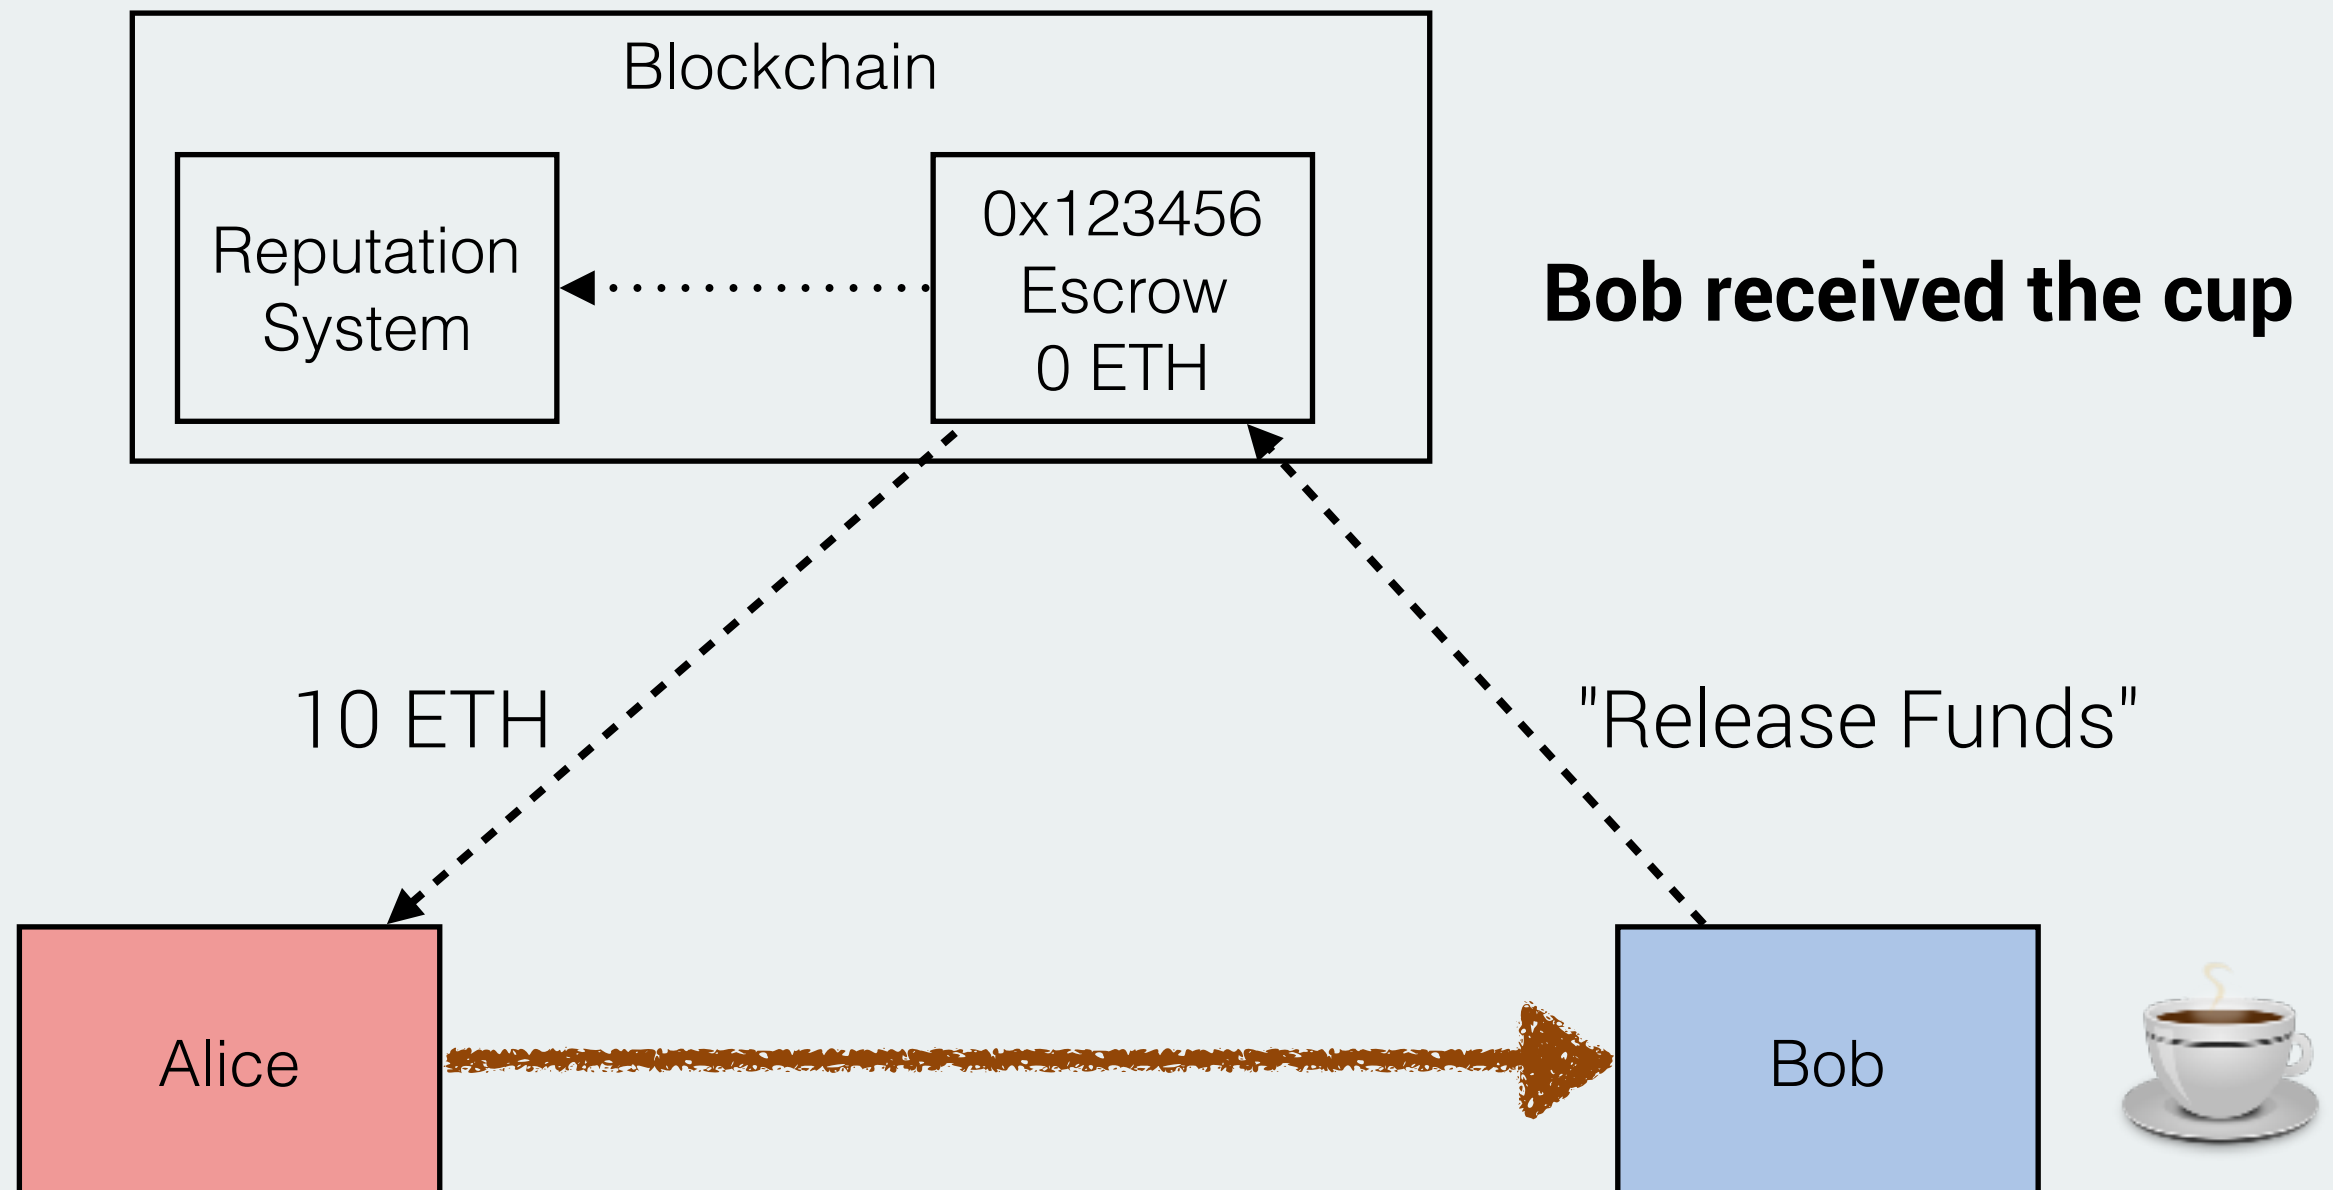 Blockchain
Reputation
System
0x123456
Escrow
0 ETH
Bob received the cup
10 ETH
"Release Funds"
Alice
Bob